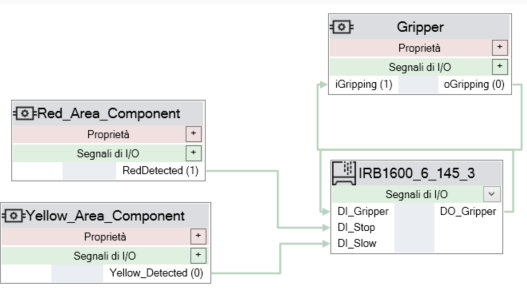 Gripper
Proprietà +
Segnali di I/O +
iGripping (1) oGripping (0)
Red_Area_Component
Proprietà +
Segnali di I/O +
RedDetected (1)
IRB1600_6_145_3
Segnali di I/O
DI_Gripper DO_Gripper
DI_Stop
DI_Slow
Yellow_Area_Component
Proprietà +
Segnali di I/O +
Yellow_Detected (0)